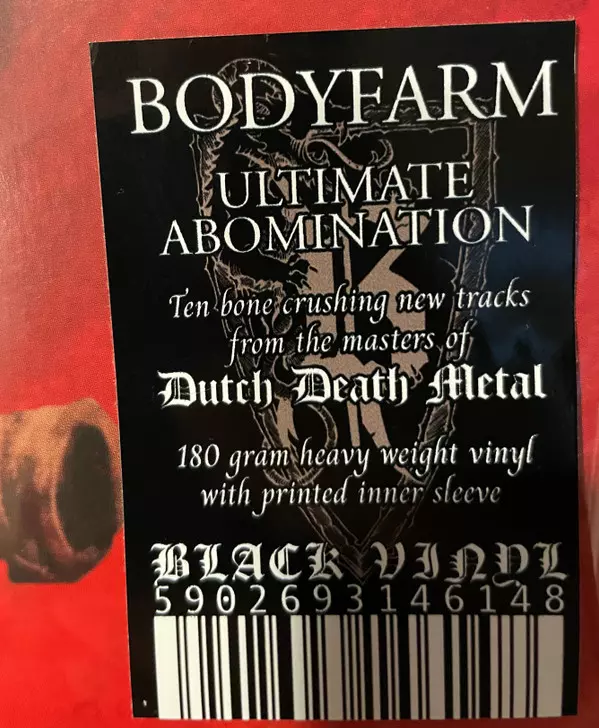 BODYFARM
ULTIMATE
ABOMINATION
Ten bone crushing new tracks
from the masters of
Dutch Death Metal
180 gram heavy weight vinyl
with printed inner sleeve
BLACK VINYL
5902693146148